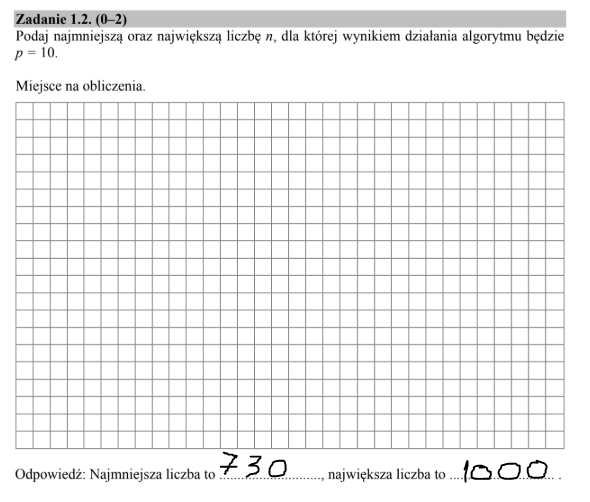 Zadanie 1.2. (0–2)
Podaj najmniejszą oraz największą liczbę n, dla której wynikiem działania algorytmu będzie
p = 10.
Miejsce na obliczenia.
Odpowiedź: Najmniejsza liczba to 730, największa liczba to 1000.